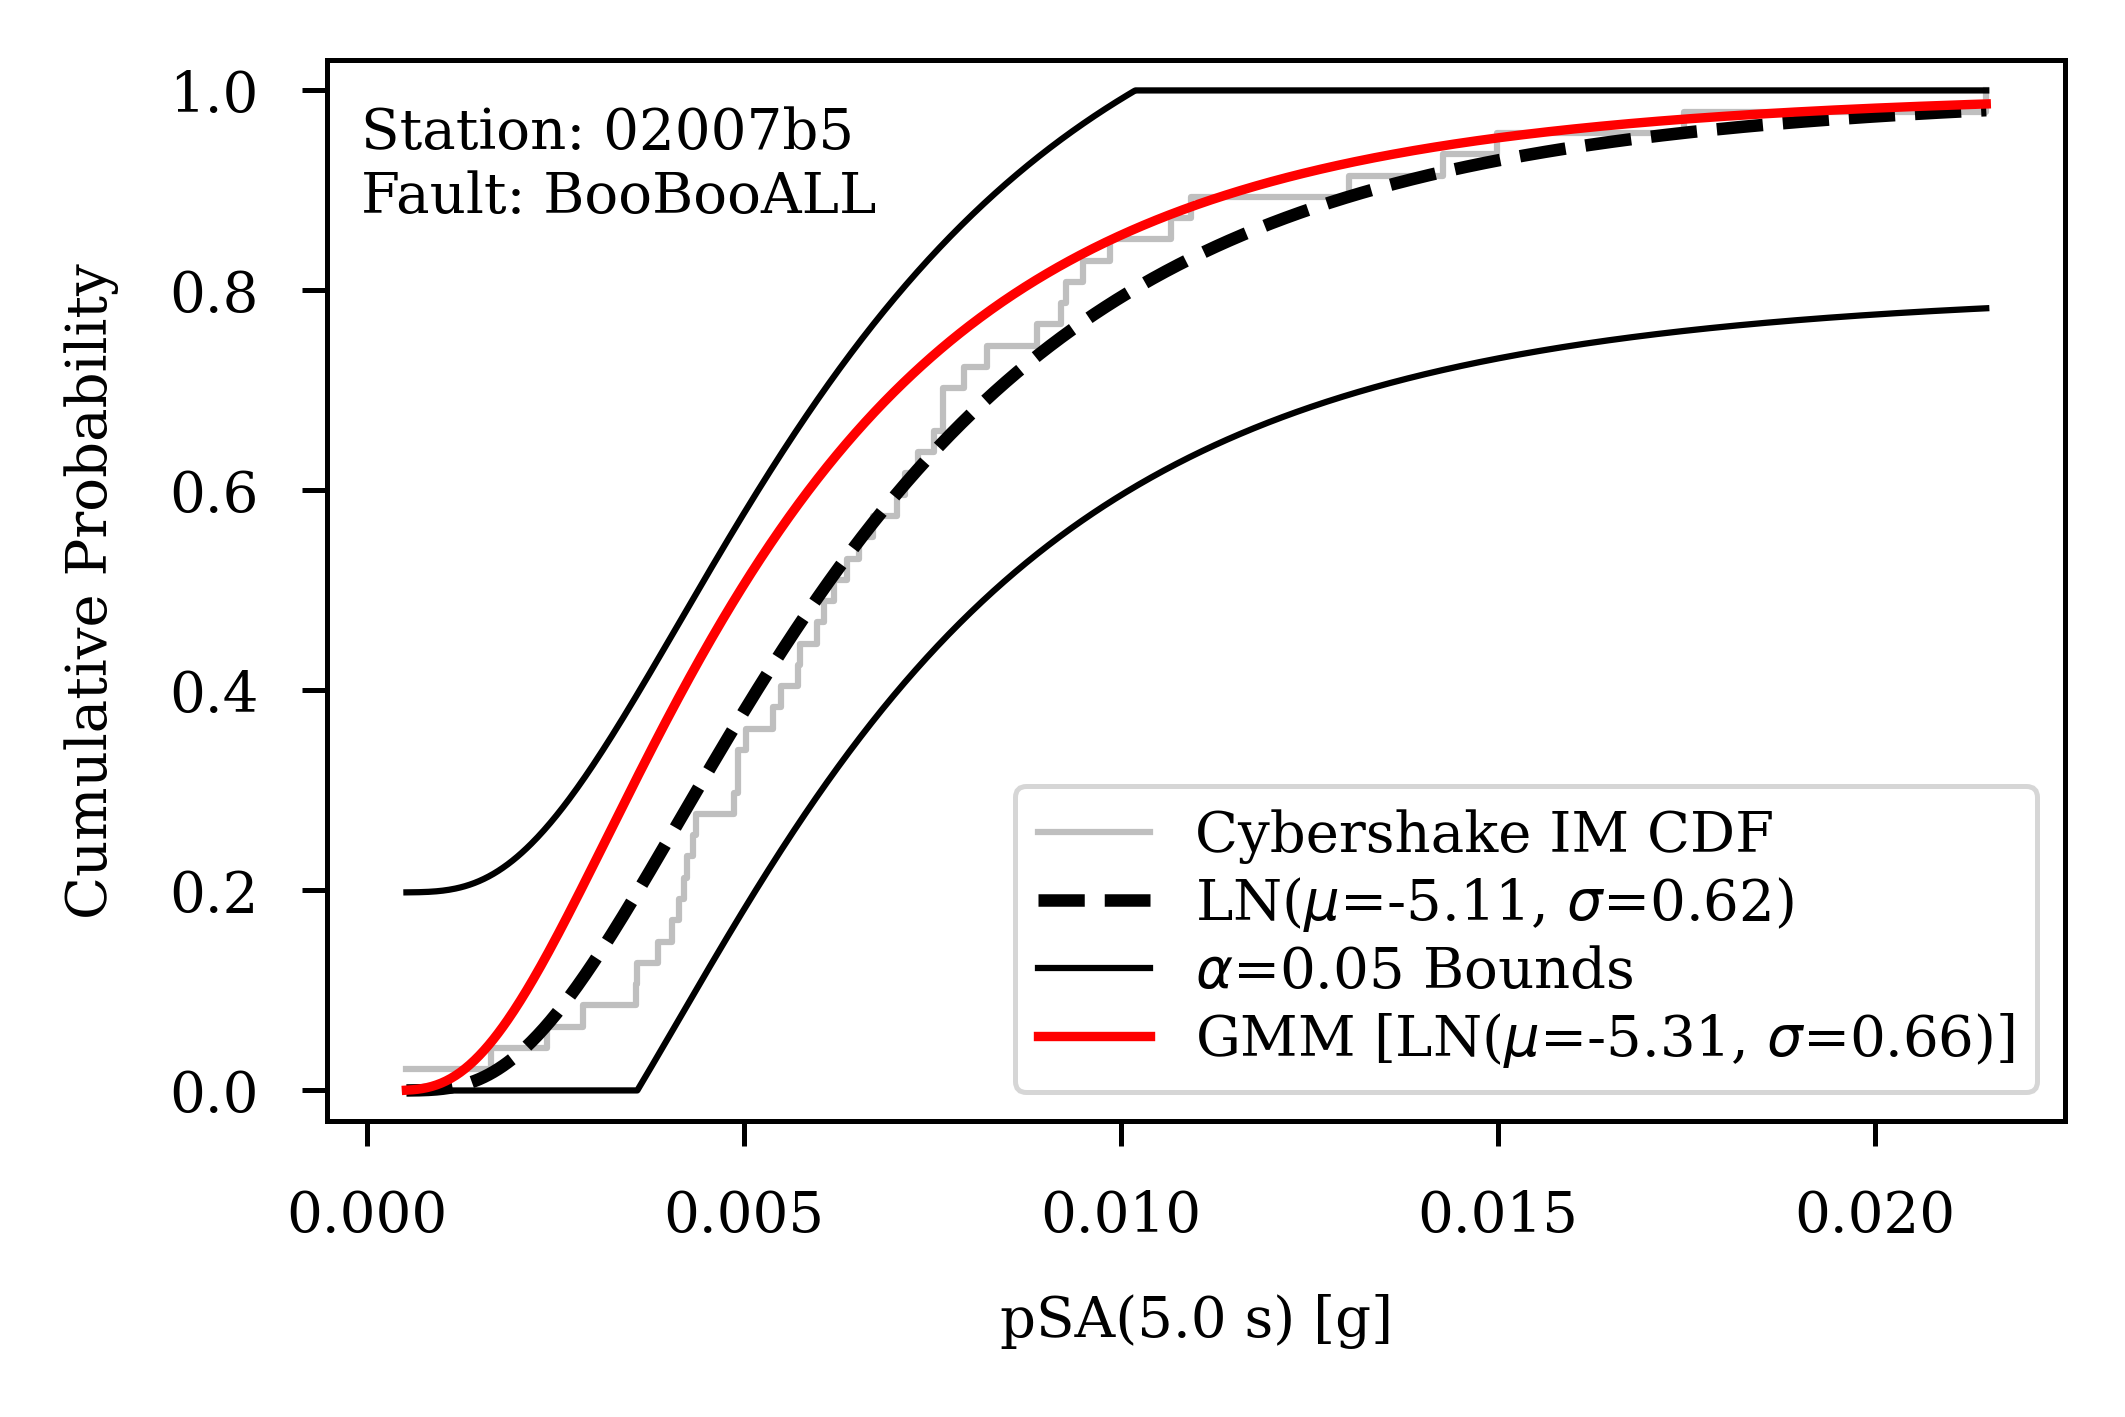 Station: 02007b5
Fault: BooBooALL
Cumulative Probability
1.0
0.8
0.6
0.4
0.2
0.0
Cybershake IM CDF
LN(μ=-5.11, σ=0.62)
α=0.05 Bounds
GMM [LN(μ=-5.31, σ=0.66)]
0.000 0.005 0.010 0.015 0.020
pSA(5.0 s) [g]